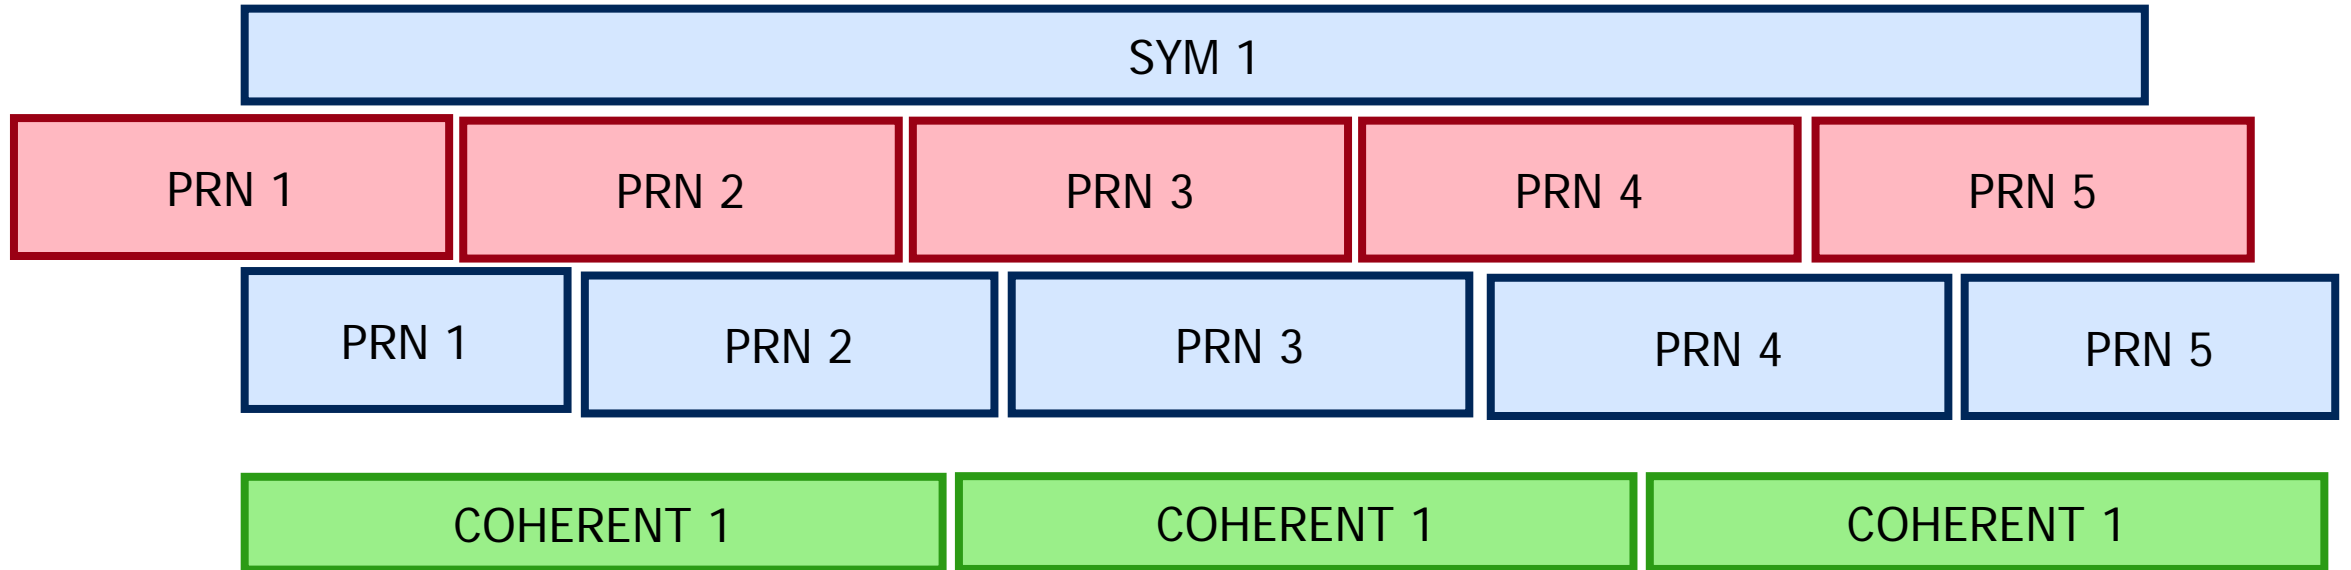 SYM 1
PRN 1 PRN 2 PRN 3 PRN 4 PRN 5
PRN 1 PRN 2 PRN 3 PRN 4 PRN 5
COHERENT 1 COHERENT 1 COHERENT 1